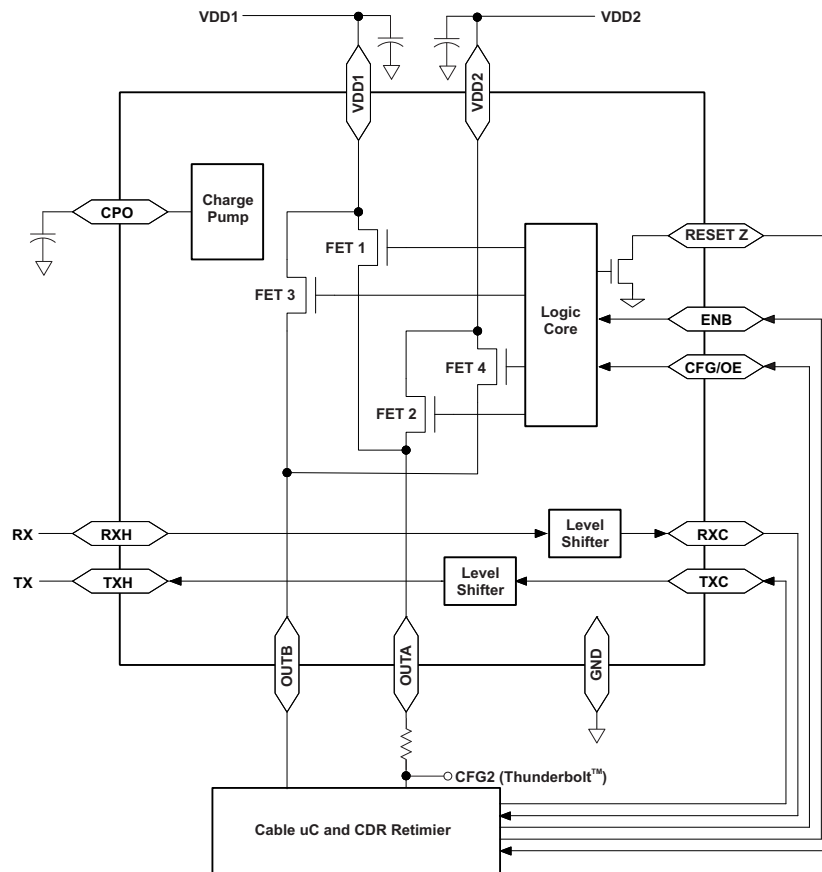 VDD1
VDD2
VDD1
VDD2
CPO
Charge
Pump
FET 1
FET 3
FET 4
FET 2
Logic
Core
RESET Z
ENB
CFG/OE
RX
RXH
Level
Shifter
RXC
TX
TXH
Level
Shifter
TXC
OUTB
OUTA
GND
CFG2 (Thunderbolt™)
Cable uC and CDR Retimier